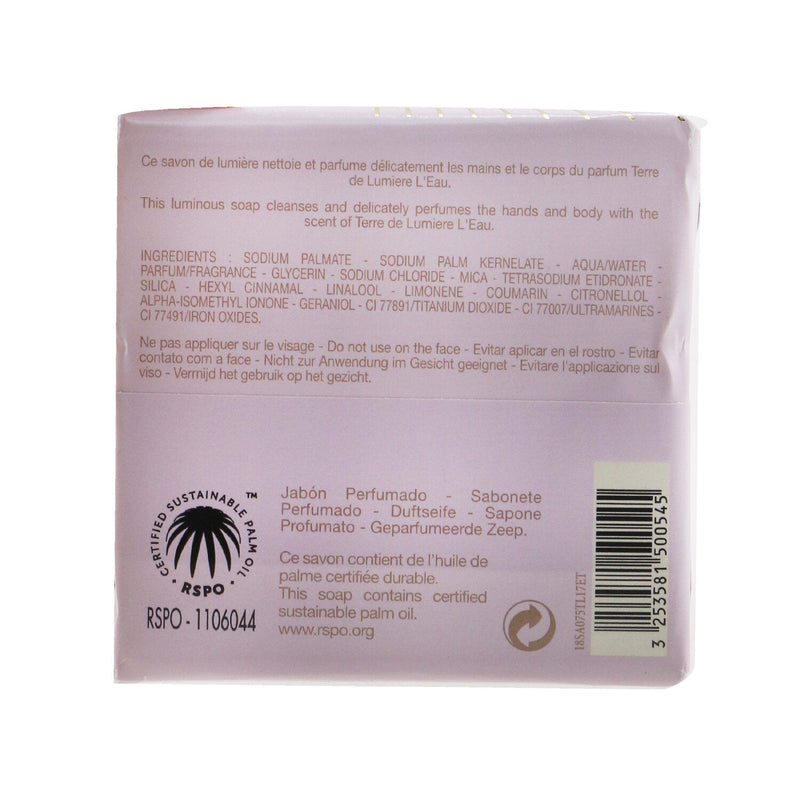 Ce savon de lumière nettoie et parfume délicatement les mains et le corps du parfum Terre
de Lumiere L'Eau.
This luminous soap cleanses and delicately perfumes the hands and body with the
scent of Terre de Lumiere L'Eau.
INGREDIENTS : SODIUM PALMATE - SODIUM PALM KERNELATE - AQUA/WATER -
PARFUM/FRAGRANCE - GLYCERIN - SODIUM CHLORIDE - MICA - TETRASODIUM ETIDRONATE -
SILICA - HEXYL CINNAMAL - LINALOOL - LIMONENE - COUMARIN - CITRONELLOL -
ALPHA-ISOMETHYL IONONE - GERANIOL - CI 77891/TITANIUM DIOXIDE - CI 77007/ULTRAMARINES -
CI 77491/IRON OXIDES.
Ne pas appliquer sur le visage - Do not use on the face - Evitar aplicar en el rostro - Evitar
contato com a face - Nicht zur Anwendung im Gesicht geeignet - Evitare l'applicazione sul
viso - Vermijd het gebruik op het gezicht.
CERTIFIED SUSTAINABLE PALM OIL ™
· RSPO ·
RSPO - 1106044
Jabón Perfumado - Sabonete
Perfumado - Duftseife - Sapone
Profumato - Geparfumeerde Zeep.
Ce savon contient de l'huile de
palme certifiée durable.
This soap contains certified
sustainable palm oil.
www.rspo.org
18SA075TL17ET
3 253581 500545